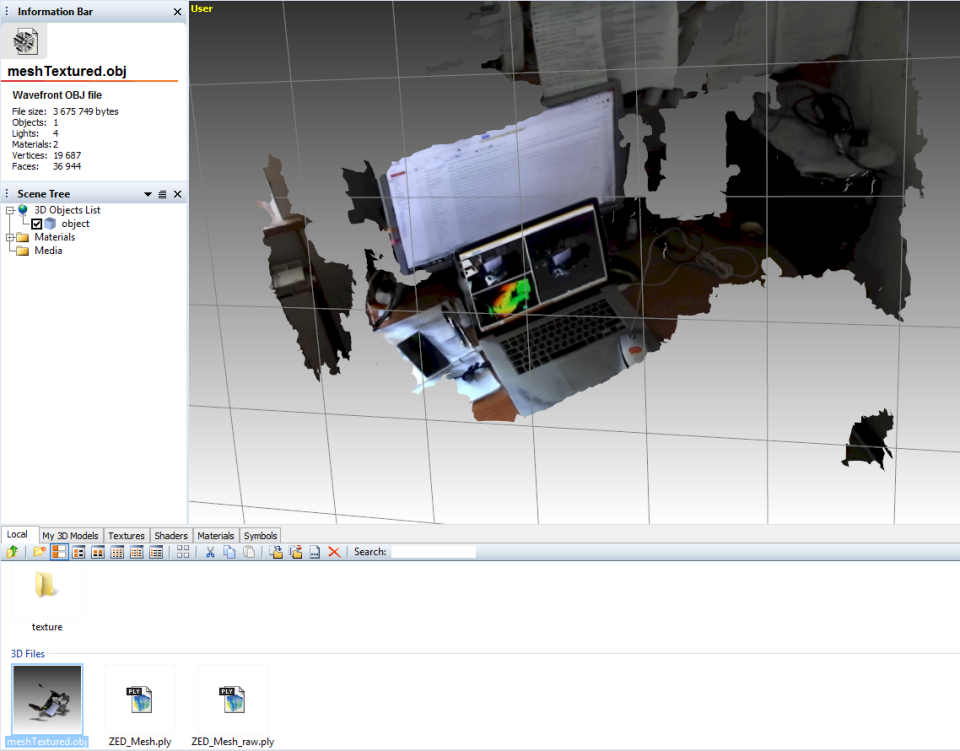 Information Bar
User
meshTextured.obj
Wavefront OBJ file
File size: 3 675 749 bytes
Objects: 1
Lights: 4
Materials: 2
Vertices: 19 687
Faces: 36 944
Scene Tree
3D Objects List
object
Materials
Media
Local My 3D Models Textures Shaders Materials Symbols
Search:
texture
3D Files
meshTextured.obj ZED_Mesh.ply ZED_Mesh_raw.ply
PLY PLY